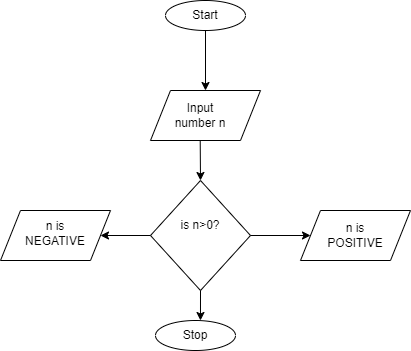 Start
Input
number n
is n>0?
n is
NEGATIVE
n is
POSITIVE
Stop